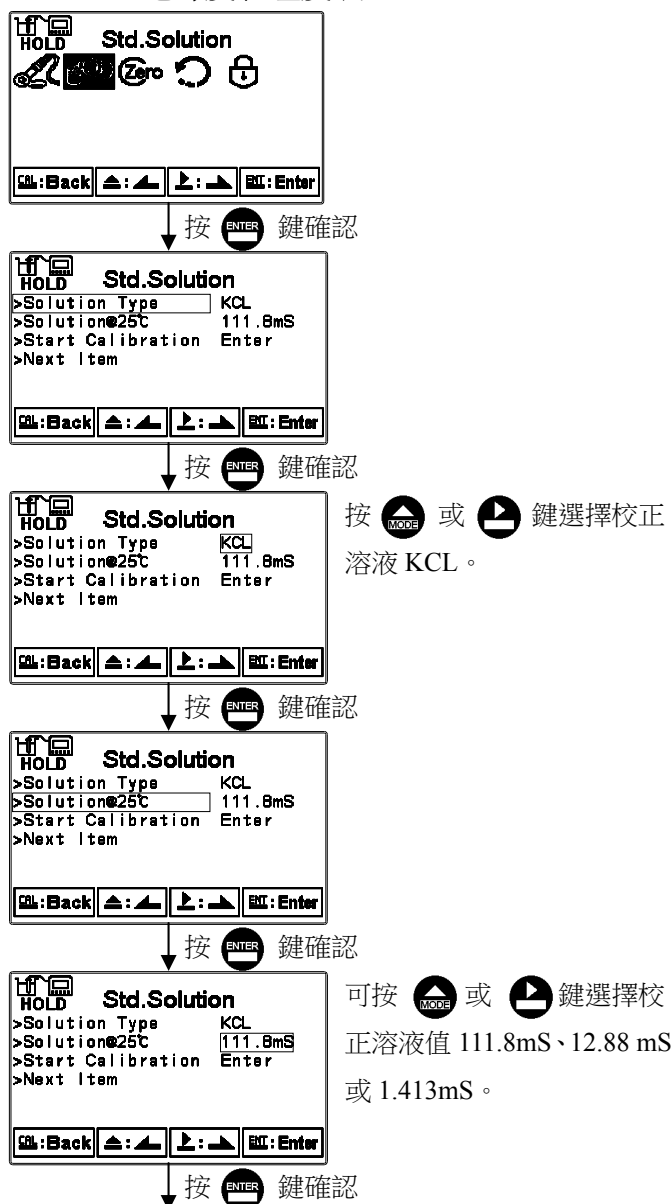 HOLD Std.Solution
Zero
CAL:Back ▲: ENT:Enter
按 ENTER 鍵確認
HOLD Std.Solution
>Solution Type KCL
>Solution@25℃ 111.8mS
>Start Calibration Enter
>Next Item
CAL:Back ENT:Enter
按 ENTER 鍵確認
HOLD Std.Solution
>Solution Type KCL
>Solution@25℃ 111.8mS
>Start Calibration Enter
>Next Item
CAL:Back ENT:Enter
按 MODE 或 鍵選擇校正
溶液 KCL。
按 ENTER 鍵確認
HOLD Std.Solution
>Solution Type KCL
>Solution@25℃ 111.8mS
>Start Calibration Enter
>Next Item
CAL:Back ENT:Enter
按 ENTER 鍵確認
HOLD Std.Solution
>Solution Type KCL
>Solution@25℃ 111.8mS
>Start Calibration Enter
>Next Item
CAL:Back ENT:Enter
可按 MODE 或 鍵選擇校
正溶液值 111.8mS、12.88 mS
或 1.413mS。
按 ENTER 鍵確認